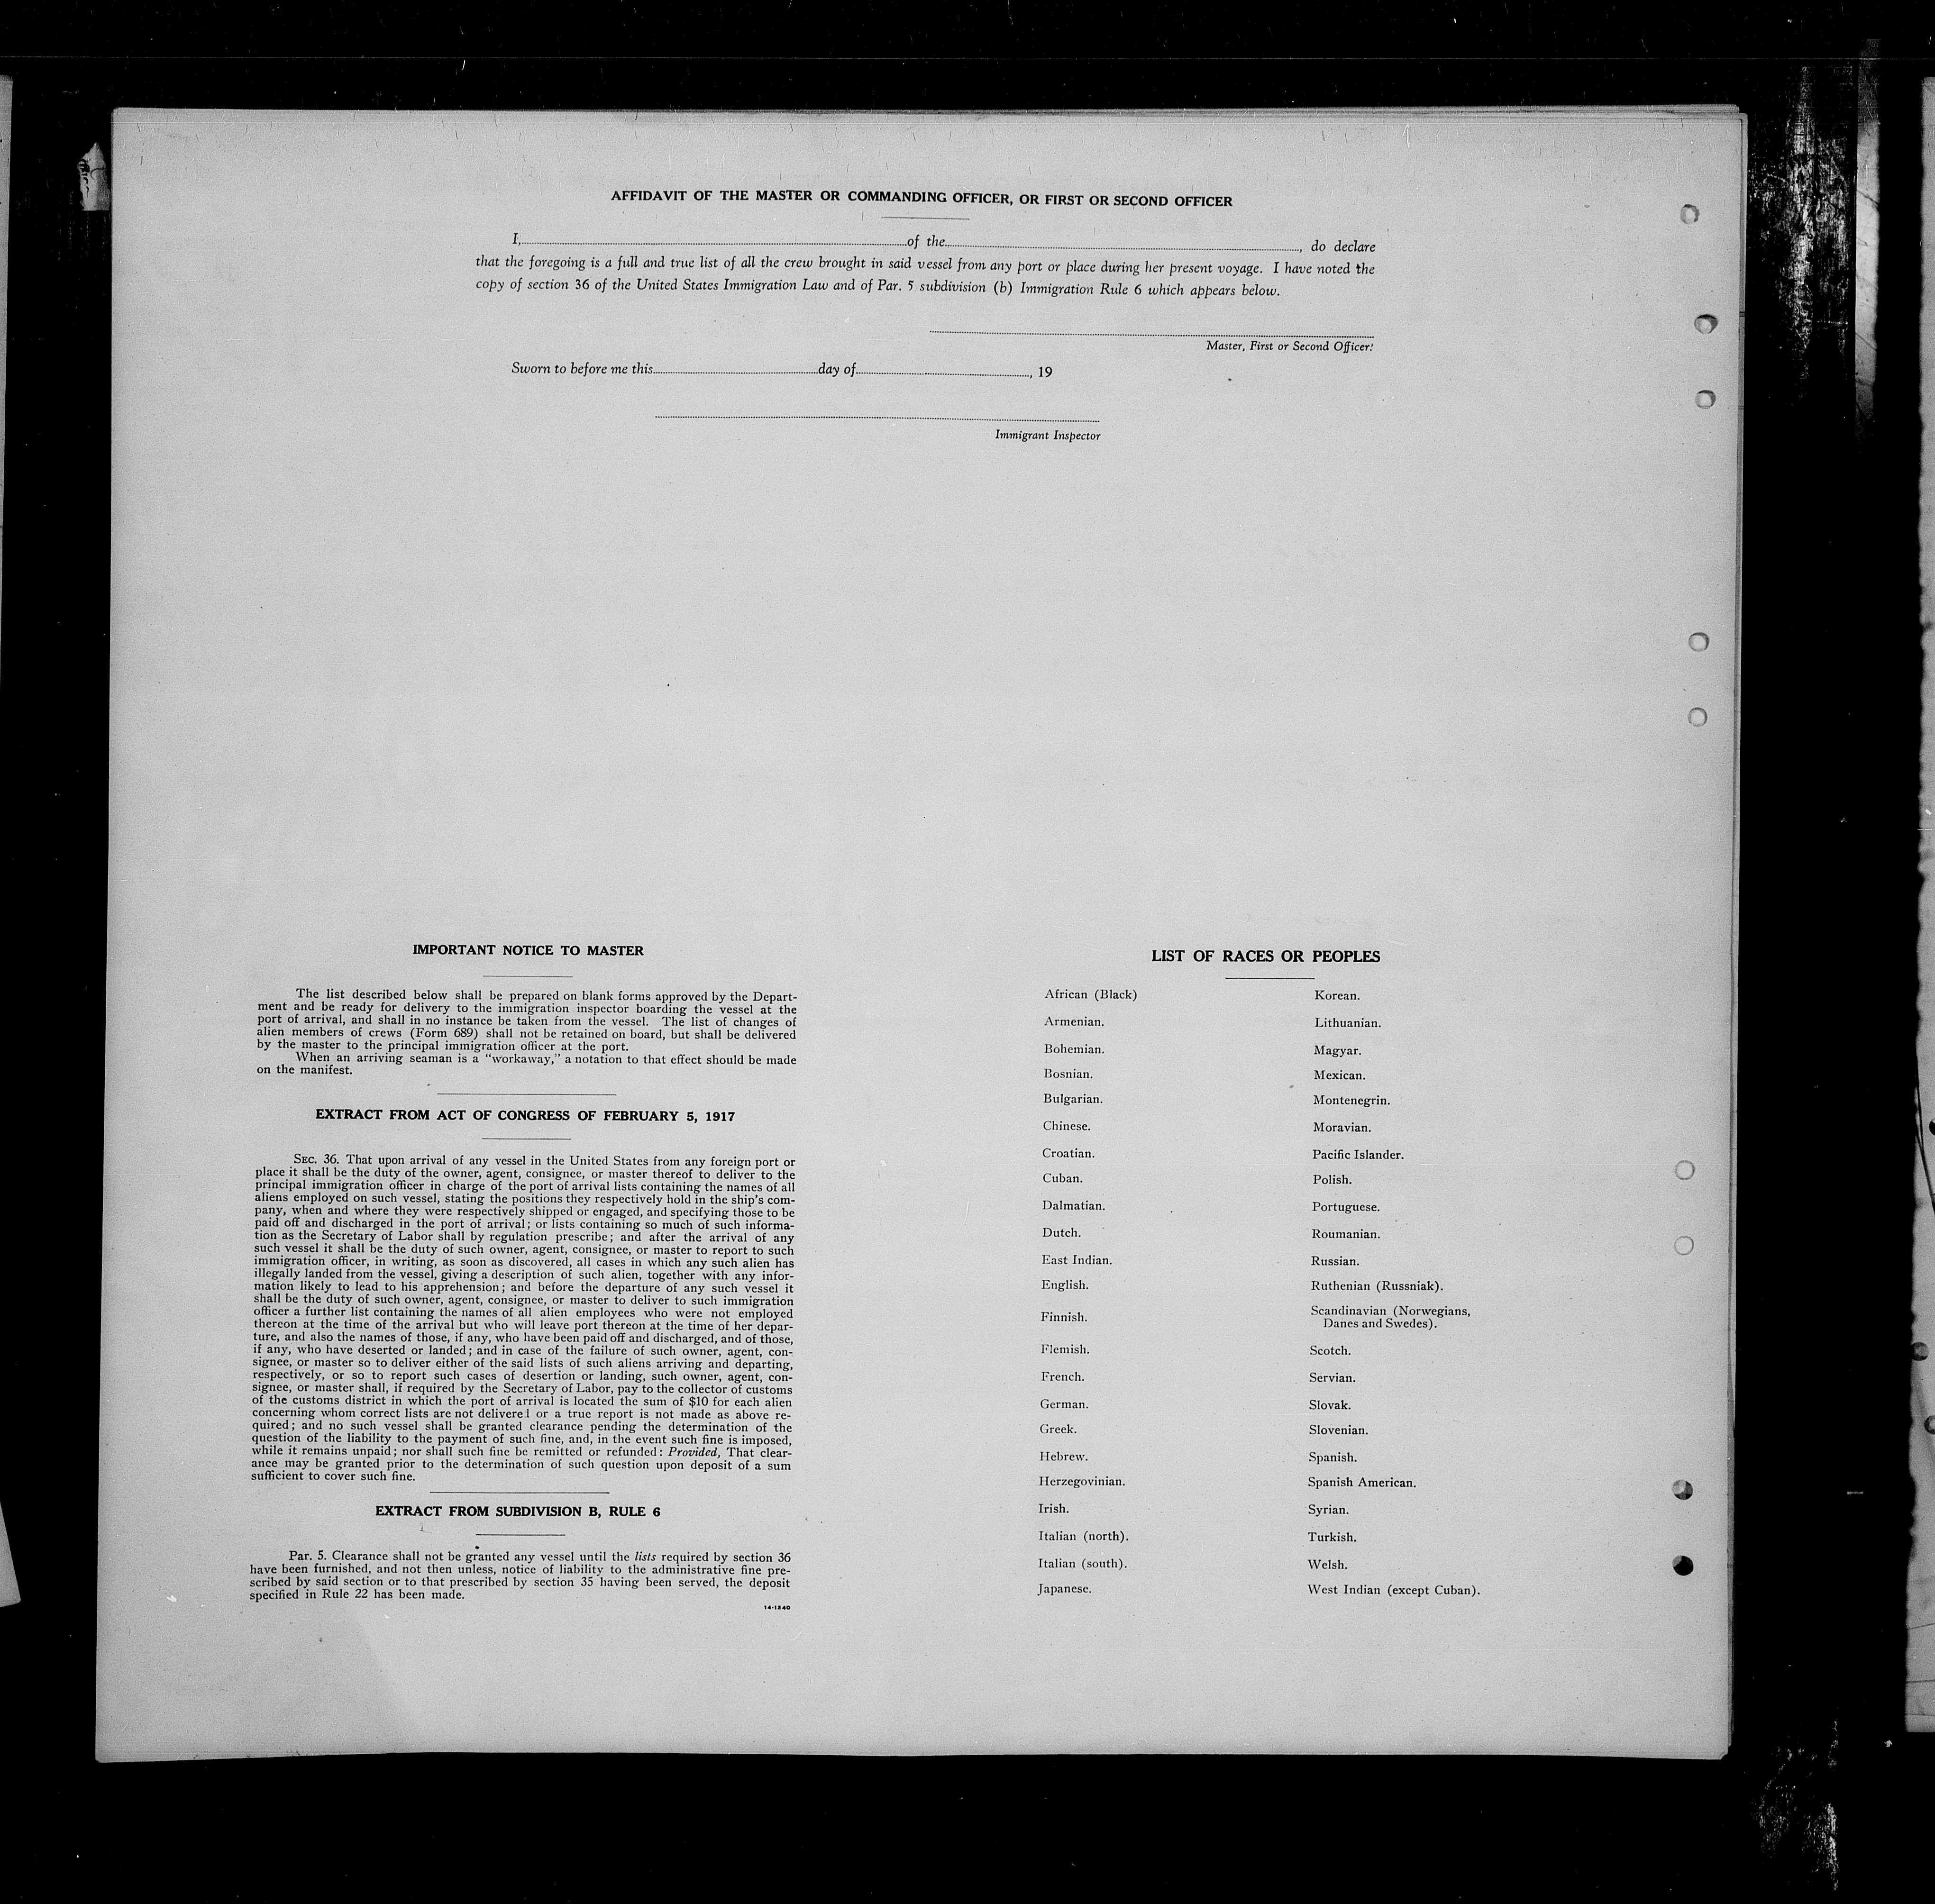 AFFIDAVIT OF THE MASTER OR COMMANDING OFFICER, OR FIRST OR SECOND OFFICER
I, of the , do declare
that the foregoing is a full and true list of all the crew brought in said vessel from any port or place during her present voyage. I have noted the
copy of section 36 of the United States Immigration Law and of Par. 5 subdivision (b) Immigration Rule 6 which appears below.
Master, First or Second Officer.
Sworn to before me this day of , 19
Immigrant Inspector
IMPORTANT NOTICE TO MASTER
The list described below shall be prepared on blank forms approved by the Depart-
ment and be ready for delivery to the immigration inspector boarding the vessel at the
port of arrival, and shall in no instance be taken from the vessel. The list of changes of
alien members of crews (Form 689) shall not be retained on board, but shall be delivered
by the master to the principal immigration officer at the port.
When an arriving seaman is a "workaway," a notation to that effect should be made
on the manifest.
EXTRACT FROM ACT OF CONGRESS OF FEBRUARY 5, 1917
SEC. 36. That upon arrival of any vessel in the United States from any foreign port or
place it shall be the duty of the owner, agent, consignee, or master thereof to deliver to the
principal immigration officer in charge of the port of arrival lists containing the names of all
aliens employed on such vessel, stating the positions they respectively hold in the ship's com-
pany, when and where they were respectively shipped or engaged, and specifying those to be
paid off and discharged in the port of arrival; or lists containing so much of such informa-
tion as the Secretary of Labor shall by regulation prescribe; and after the arrival of any
such vessel it shall be the duty of such owner, agent, consignee, or master to report to such
immigration officer, in writing, as soon as discovered, all cases in which any such alien has
illegally landed from the vessel, giving a description of such alien, together with any infor-
mation likely to lead to his apprehension; and before the departure of any such vessel it
shall be the duty of such owner, agent, consignee, or master to deliver to such immigration
officer a further list containing the names of all alien employees who were not employed
thereon at the time of the arrival but who will leave port thereon at the time of her depar-
ture, and also the names of those, if any, who have been paid off and discharged, and of those,
if any, who have deserted or landed; and in case of the failure of such owner, agent, con-
signee, or master so to deliver either of the said lists of such aliens arriving and departing,
respectively, or so to report such cases of desertion or landing, such owner, agent, con-
signee, or master shall, if required by the Secretary of Labor, pay to the collector of customs
of the customs district in which the port of arrival is located the sum of $10 for each alien
concerning whom correct lists are not delivered or a true report is not made as above re-
quired; and no such vessel shall be granted clearance pending the determination of the
question of the liability to the payment of such fine, and, in the event such fine is imposed,
while it remains unpaid; nor shall such fine be remitted or refunded: Provided, That clear-
ance may be granted prior to the determination of such question upon deposit of a sum
sufficient to cover such fine.
EXTRACT FROM SUBDIVISION B, RULE 6
Par. 5. Clearance shall not be granted any vessel until the lists required by section 36
have been furnished, and not then unless, notice of liability to the administrative fine pre-
scribed by said section or to that prescribed by section 35 having been served, the deposit
specified in Rule 22 has been made.
14-1240
LIST OF RACES OR PEOPLES
African (Black)
Armenian.
Bohemian.
Bosnian.
Bulgarian.
Chinese.
Croatian.
Cuban.
Dalmatian.
Dutch.
East Indian.
English.
Finnish.
Flemish.
French.
German.
Greek.
Hebrew.
Herzegovinian.
Irish.
Italian (north).
Italian (south).
Japanese.
Korean.
Lithuanian.
Magyar.
Mexican.
Montenegrin.
Moravian.
Pacific Islander.
Polish.
Portuguese.
Roumanian.
Russian.
Ruthenian (Russniak).
Scandinavian (Norwegians,
Danes and Swedes).
Scotch.
Servian.
Slovak.
Slovenian.
Spanish.
Spanish American.
Syrian.
Turkish.
Welsh.
West Indian (except Cuban).